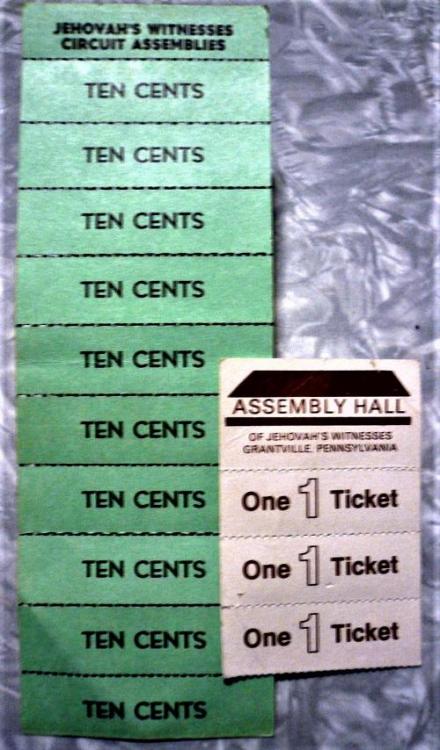 JEHOVAH'S WITNESSES
CIRCUIT ASSEMBLIES
TEN CENTS
TEN CENTS
TEN CENTS
TEN CENTS
TEN CENTS
TEN CENTS
TEN CENTS
TEN CENTS
TEN CENTS
TEN CENTS
ASSEMBLY HALL
OF JEHOVAH'S WITNESSES
GRANTVILLE, PENNSYLVANIA
One 1 Ticket
One 1 Ticket
One 1 Ticket